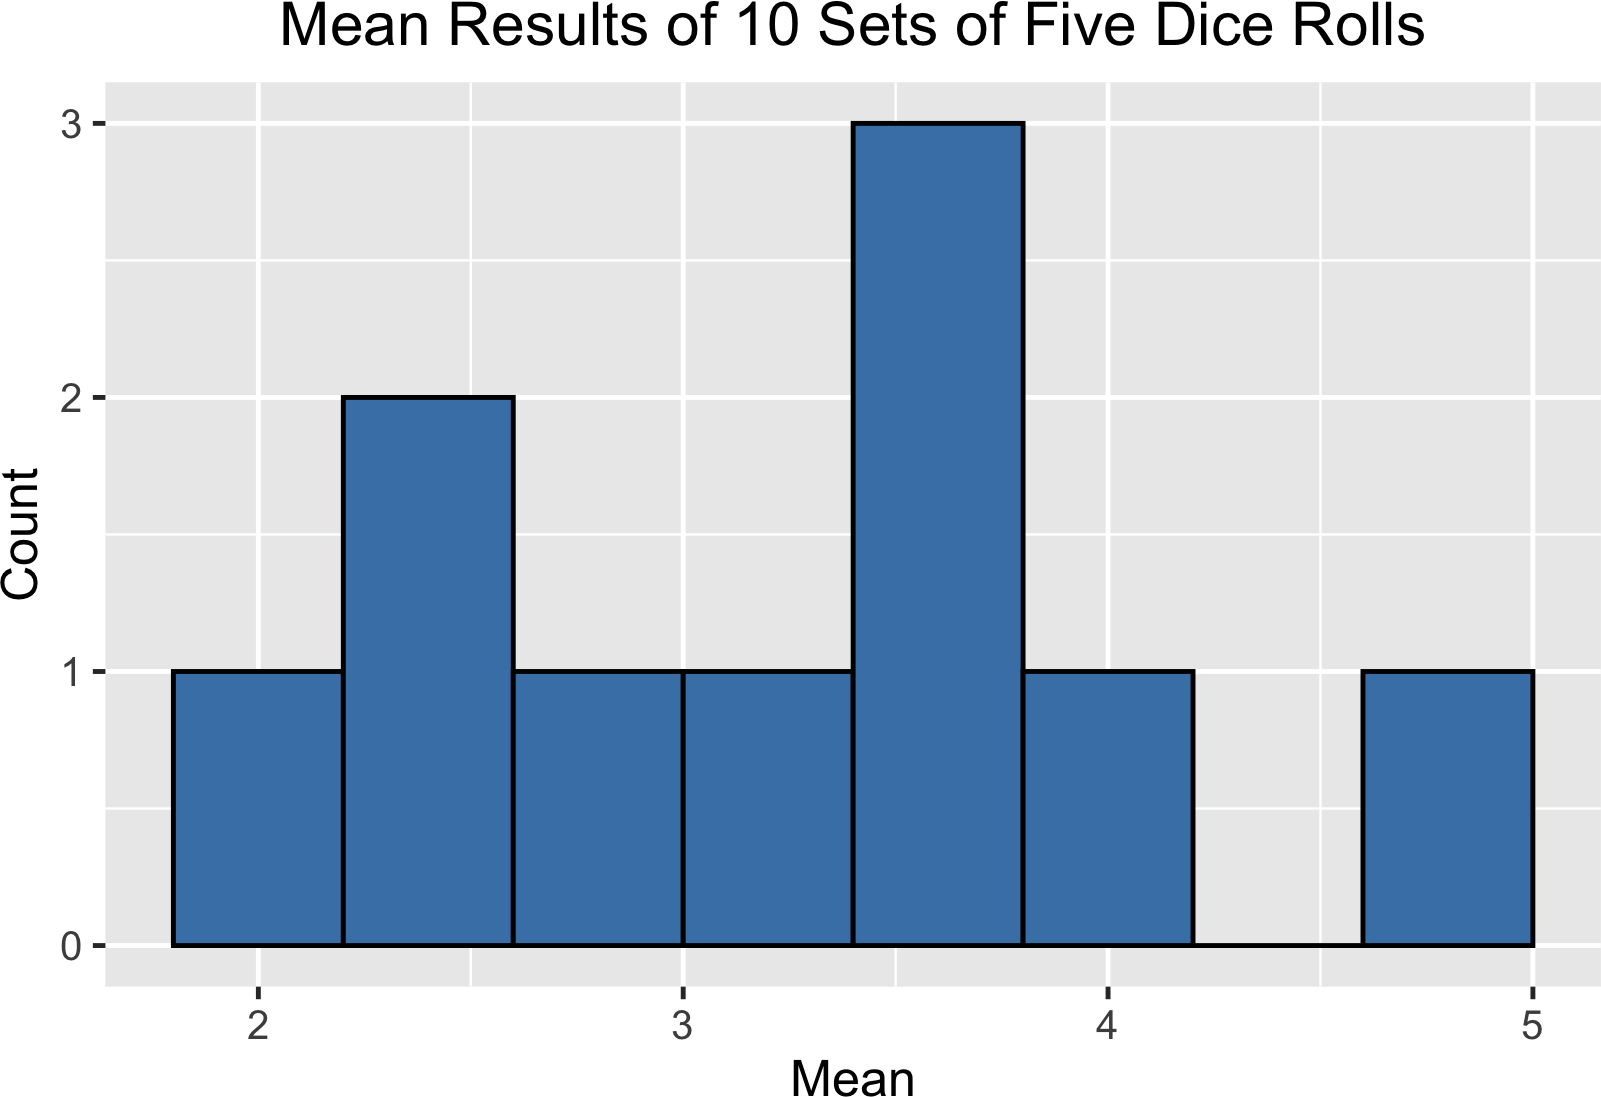 Mean Results of 10 Sets of Five Dice Rolls
3
2
1
0
Count
2 3 4 5
Mean